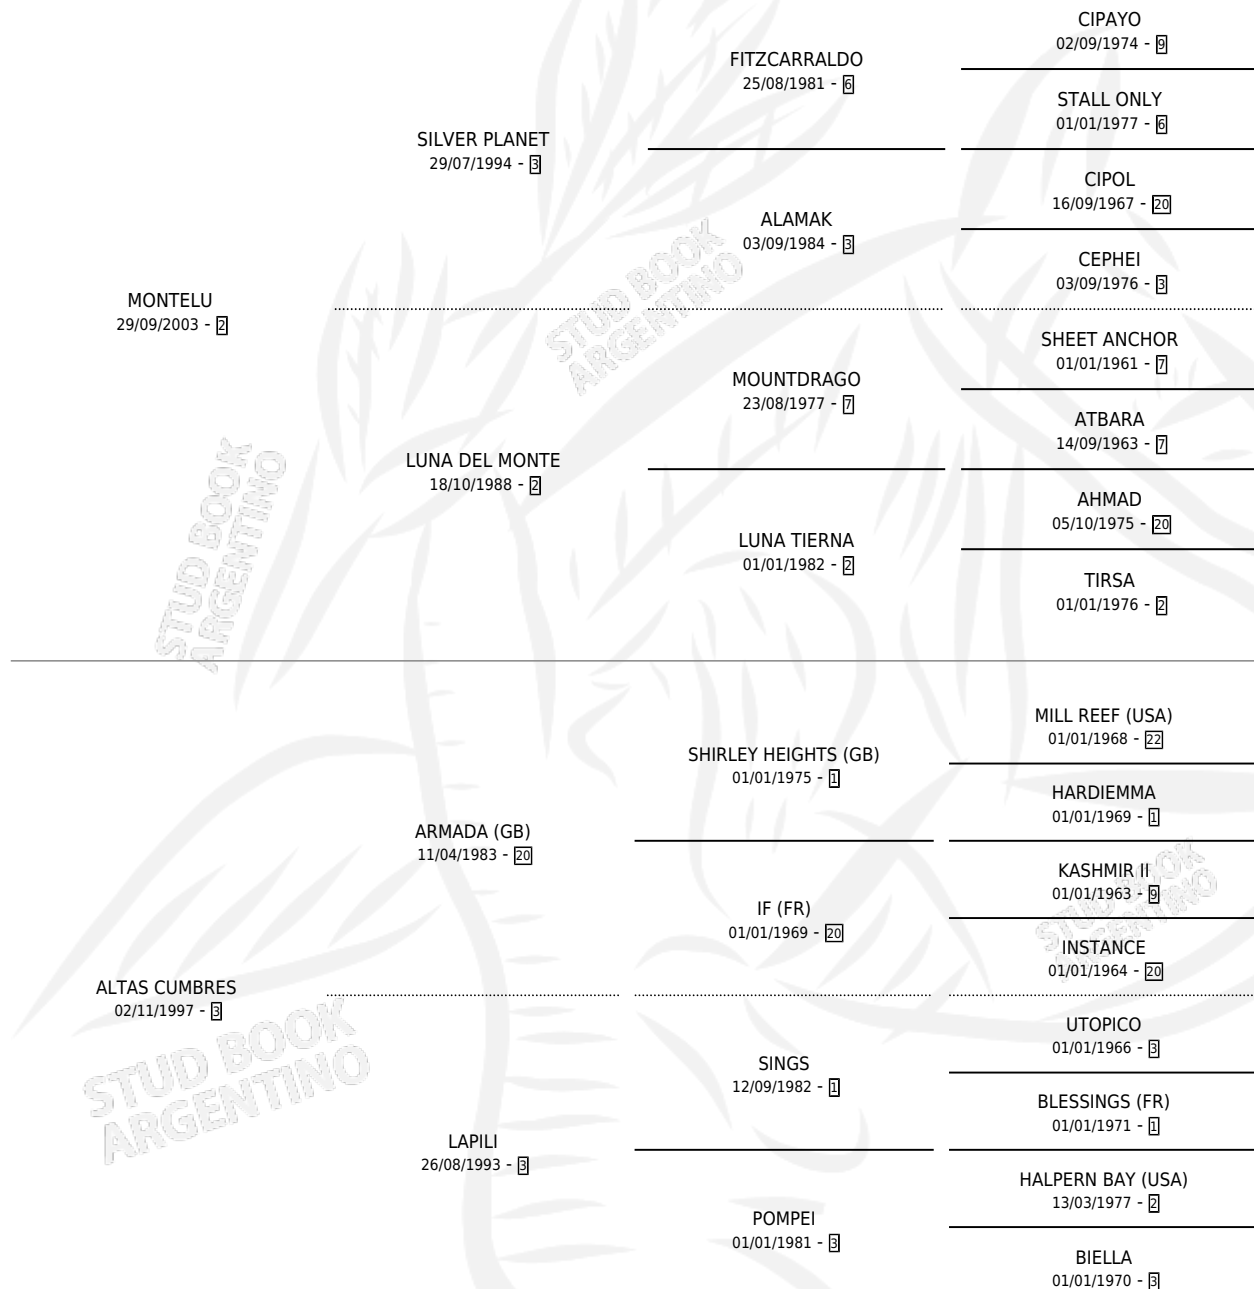 CIPAYO
02/09/1974 - 9
FITZCARRALDO
25/08/1981 - 6
STALL ONLY
01/01/1977 - 6
SILVER PLANET
29/07/1994 - 3
CIPOL
16/09/1967 - 20
ALAMAK
03/09/1984 - 3
CEPHEI
03/09/1976 - 3
MONTELU
29/09/2003 - 2
SHEET ANCHOR
01/01/1961 - 7
MOUNTDRAGO
23/08/1977 - 7
ATBARA
14/09/1963 - 7
LUNA DEL MONTE
18/10/1988 - 2
AHMAD
05/10/1975 - 20
LUNA TIERNA
01/01/1982 - 2
TIRSA
01/01/1976 - 2
STUD BOOK
ARGENTINO
STUD BOOK
ARGENTINO
MILL REEF (USA)
01/01/1968 - 22
SHIRLEY HEIGHTS (GB)
01/01/1975 - 1
HARDIEMMA
01/01/1969 - 1
ARMADA (GB)
11/04/1983 - 20
KASHMIR II
01/01/1963 - 9
IF (FR)
01/01/1969 - 20
INSTANCE
01/01/1964 - 20
ALTAS CUMBRES
02/11/1997 - 3
UTOPICO
01/01/1966 - 3
SINGS
12/09/1982 - 1
BLESSINGS (FR)
01/01/1971 - 1
LAPILI
26/08/1993 - 3
HALPERN BAY (USA)
13/03/1977 - 2
POMPEI
01/01/1981 - 3
BIELLA
01/01/1970 - 3
STUD BOOK
ARGENTINO
STUD BOOK
ARGENTINO